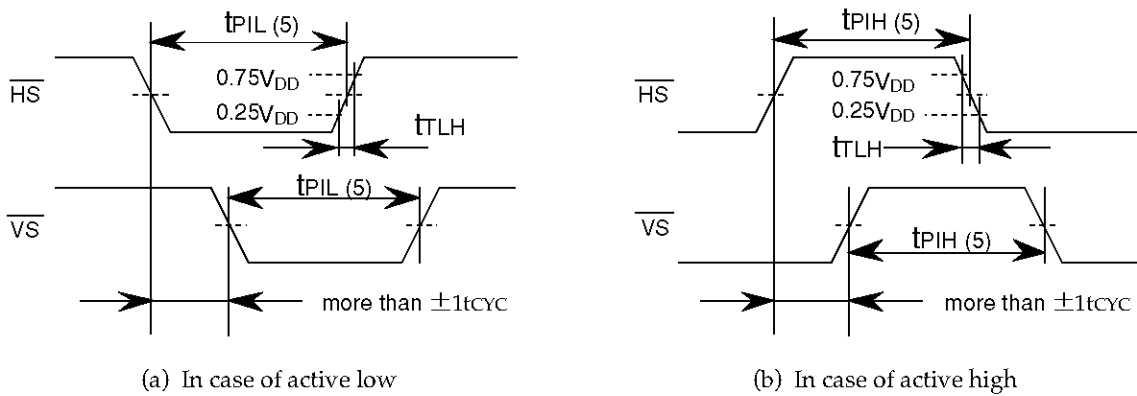 tPIL (5)
0.75VDD
HS
0.25VDD
tTLH
tPIL (5)
VS
more than ±1tCYC
(a) In case of active low
tPIH (5)
0.75VDD
HS
0.25VDD
tTLH
VS
tPIH (5)
more than ±1tCYC
(b) In case of active high